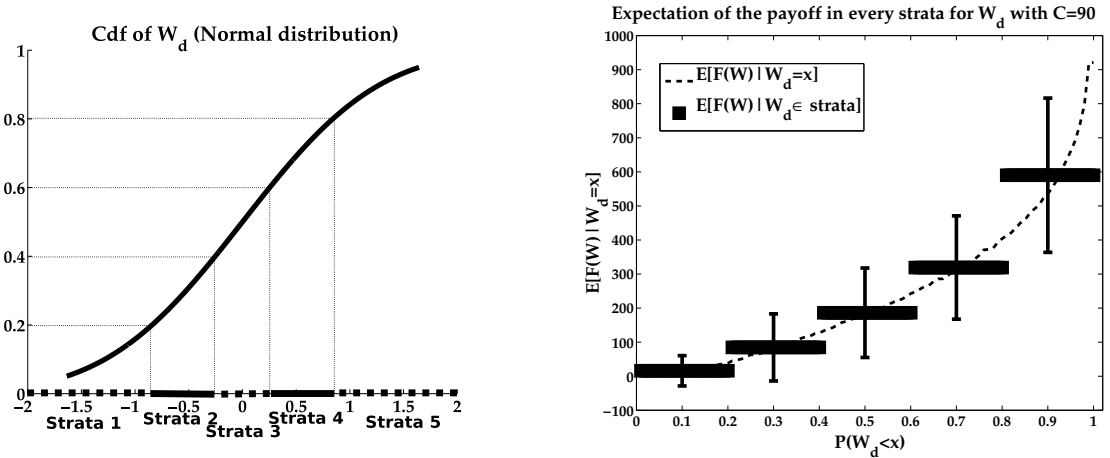 Cdf of W_d (Normal distribution)
1
0.8
0.6
0.4
0.2
0
−2 −1.5 −1 −0.5 0 0.5 1 1.5 2
Strata 1 Strata 2 Strata 3 Strata 4 Strata 5
Expectation of the payoff in every strata for W_d with C=90
E[F(W) | W_d=x]
E[F(W) | W_d∈ strata]
1000
900
800
700
600
500
400
300
200
100
0
−100
E[F(W) | W_d=x]
0 0.1 0.2 0.3 0.4 0.5 0.6 0.7 0.8 0.9 1
P(W_d<x)